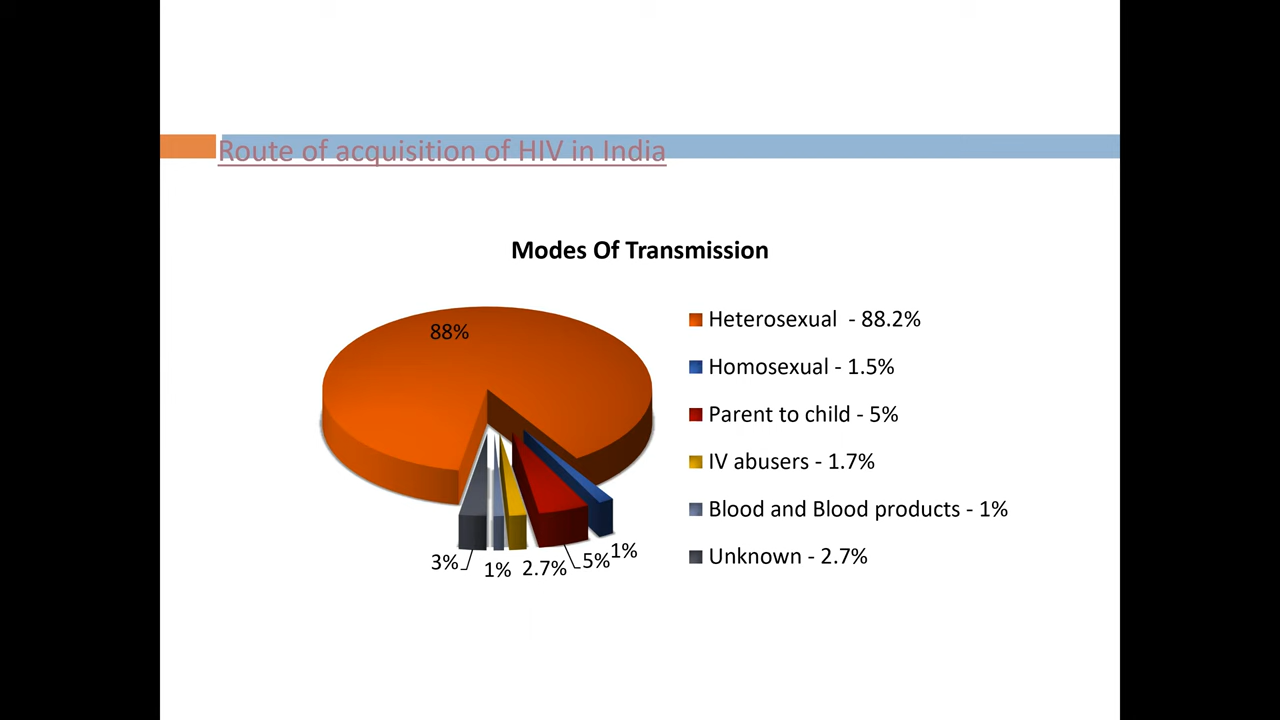 Route of acquisition of HIV in India
Modes Of Transmission
88%
3%
1%
2.7%
5%
1%
Heterosexual - 88.2%
Homosexual - 1.5%
Parent to child - 5%
IV abusers - 1.7%
Blood and Blood products - 1%
Unknown - 2.7%